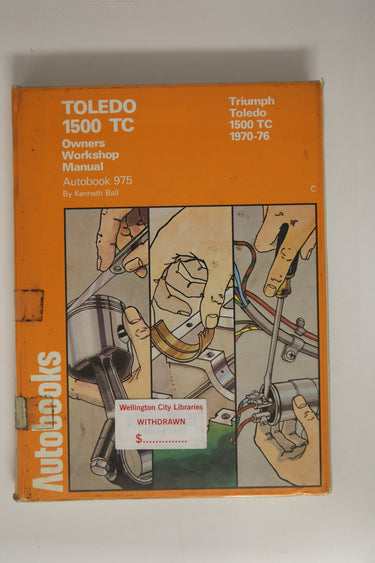 TOLEDO
1500 TC
Owners
Workshop
Manual
Autobook 975
By Kenneth Ball
Triumph
Toledo
1500 TC
1970-76
C
Autobooks
Wellington City Libraries
WITHDRAWN
$..............